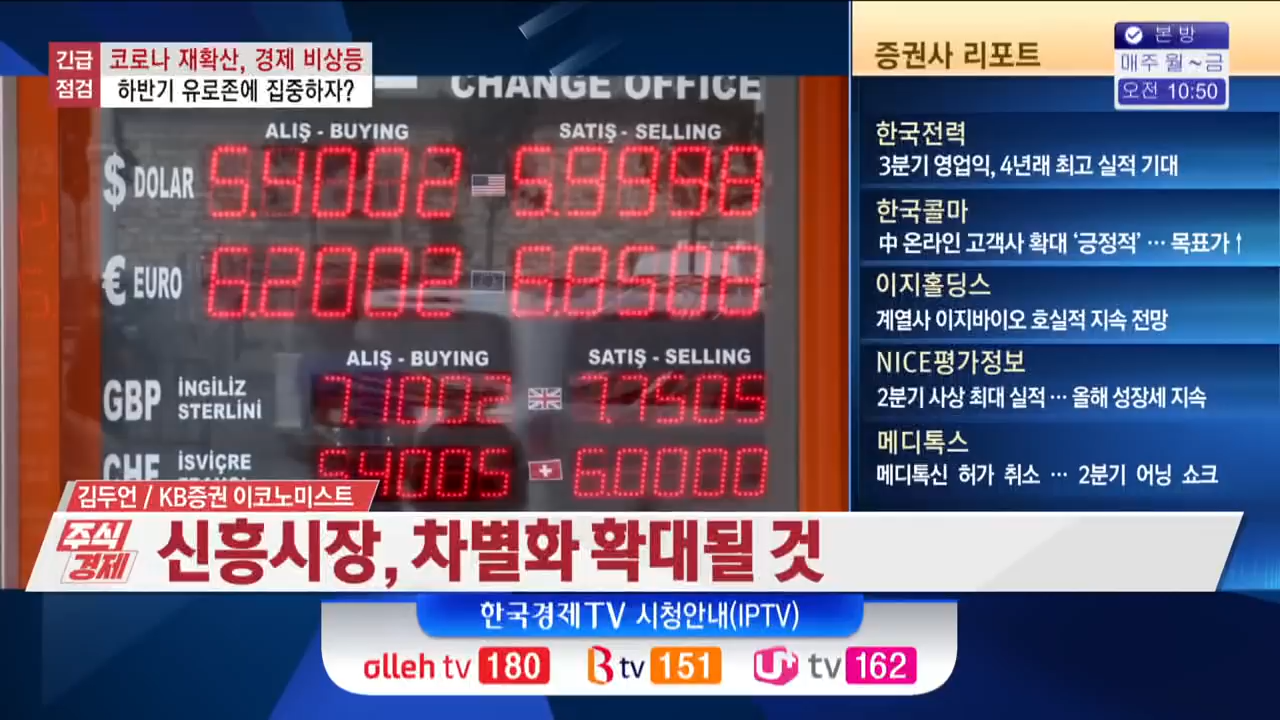 긴급
점검
코로나 재확산, 경제 비상등
하반기 유로존에 집중하자?
증권사 리포트
본 방
매주 월~금
오전 10:50
CHANGE OFFICE
ALIŞ - BUYING
SATIŞ - SELLING
$ DOLAR 5.4002 5.9998
€ EURO 6.2002 6.8508
ALIŞ - BUYING
SATIŞ - SELLING
GBP İNGİLİZ STERLİNİ 7.1002 7.7505
CHF İSVİÇRE 5.4005 6.0000
한국전력
3분기 영업익, 4년래 최고 실적 기대
한국콜마
中 온라인 고객사 확대 ‘긍정적’… 목표가↑
이지홀딩스
계열사 이지바이오 호실적 지속 전망
NICE평가정보
2분기 사상 최대 실적… 올해 성장세 지속
메디톡스
메디톡신 허가 취소 … 2분기 어닝 쇼크
김두언 / KB증권 이코노미스트
주식
경제
신흥시장, 차별화 확대될 것
한국경제TV 시청안내(IPTV)
olleh tv 180
B tv 151
U+ tv 162